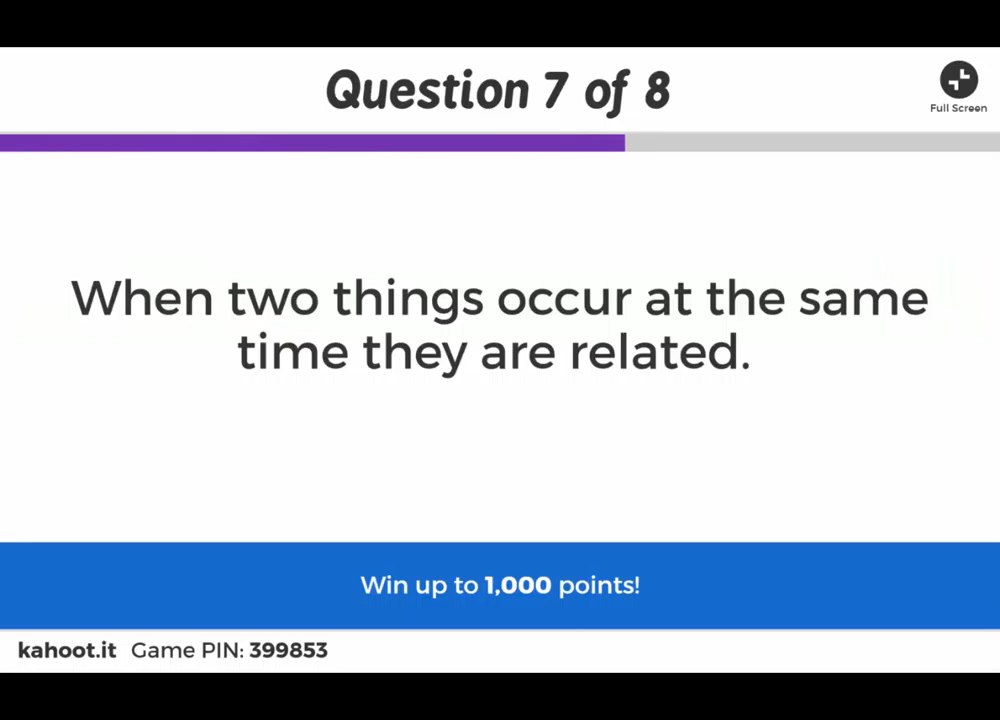 Question 7 of 8
Full Screen
When two things occur at the same
time they are related.
Win up to 1,000 points!
kahoot.it Game PIN: 399853